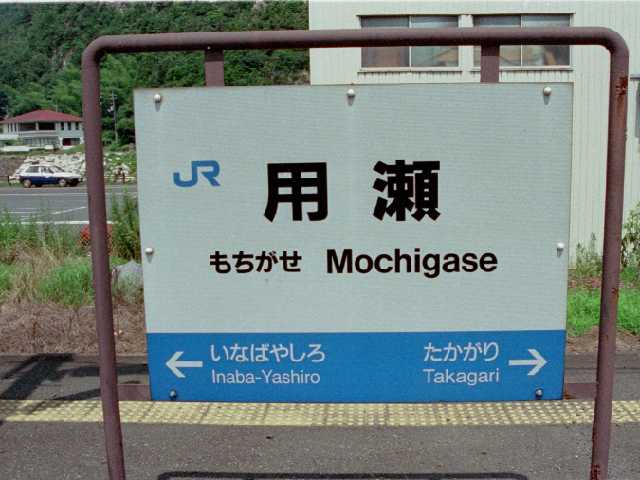 JR
用瀬
もちがせ Mochigase
← いなばやしろ たかがり →
Inaba-Yashiro Takagari